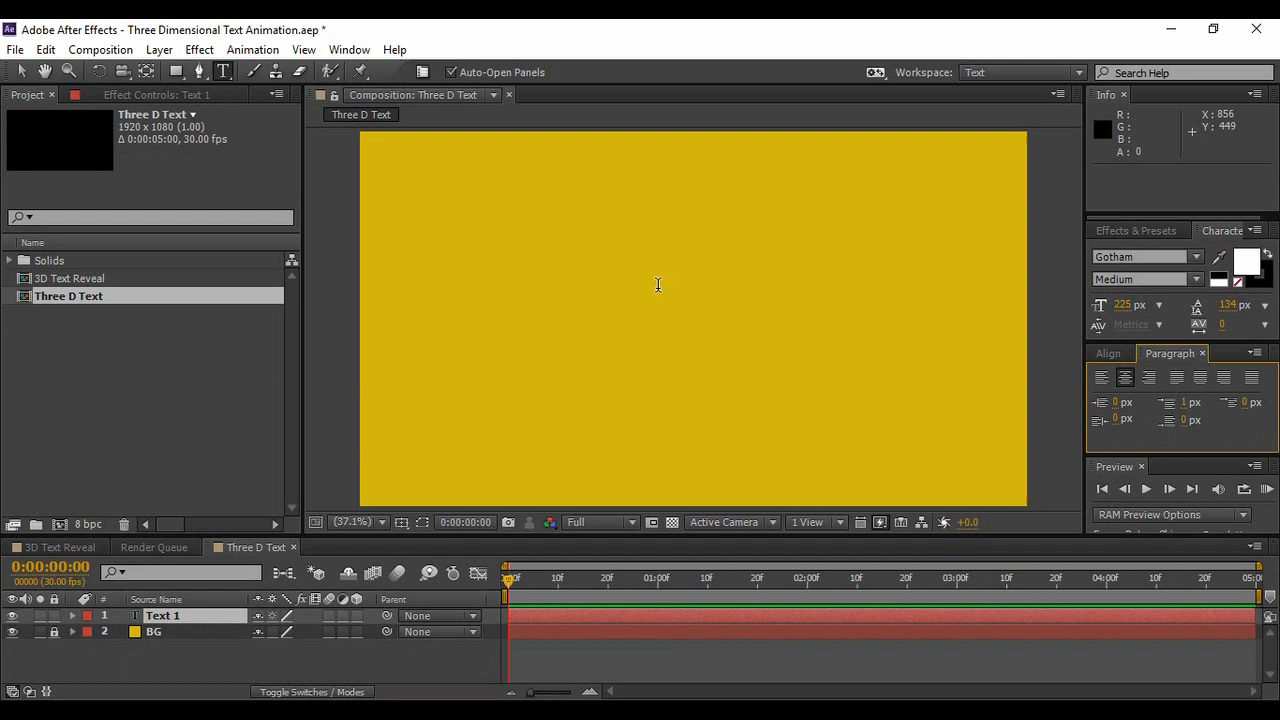 Adobe After Effects - Three Dimensional Text Animation.aep *
File Edit Composition Layer Effect Animation View Window Help
Auto-Open Panels
Workspace: Text
Search Help
Project
Effect Controls: Text 1
Composition: Three D Text
Info
Three D Text
1920 x 1080 (1.00)
Δ 0:00:05:00, 30.00 fps
Three D Text
R:
G:
B:
A: 0
X: 856
Y: 449
Name
Solids
3D Text Reveal
Three D Text
Effects & Presets
Characte
Gotham
Medium
225 px
134 px
Metrics
0
Align
Paragraph
0 px
1 px
0 px
0 px
0 px
Preview
RAM Preview Options
8 bpc
(37.1%)
0:00:00:00
Full
Active Camera
1 View
+0.0
3D Text Reveal
Render Queue
Three D Text
0:00:00:00
00000 (30.00 fps)
10f 20f 01:00f 10f 20f 02:00f 10f 20f 03:00f 10f 20f 04:00f 10f 20f
# Source Name
Parent
1 T Text 1
None
2 BG
None
Toggle Switches / Modes